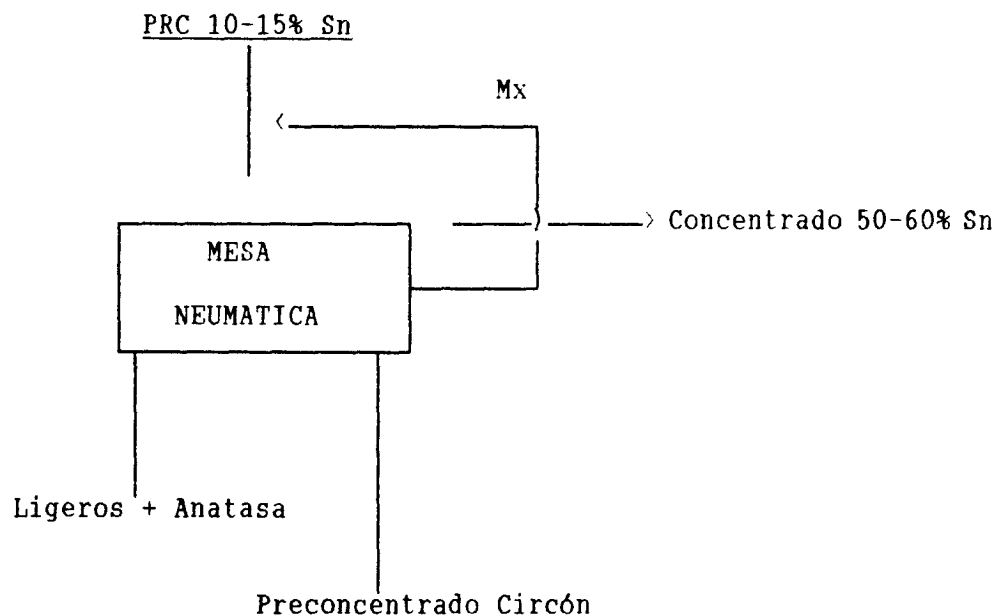 PRC 10-15% Sn
Mx
Concentrado 50-60% Sn
MESA
NEUMATICA
Ligeros + Anatasa
Preconcentrado Circón